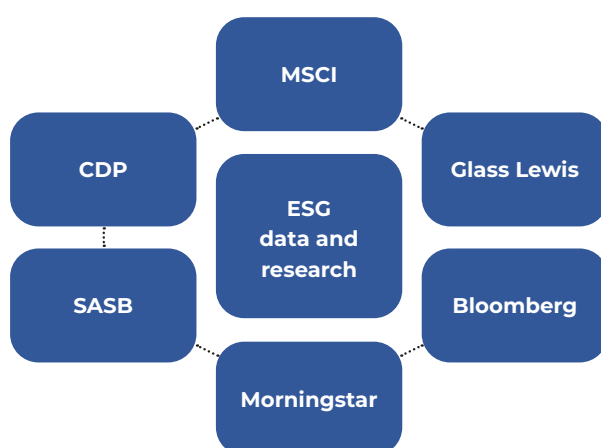 MSCI
CDP
Glass Lewis
ESG
data and
research
SASB
Bloomberg
Morningstar